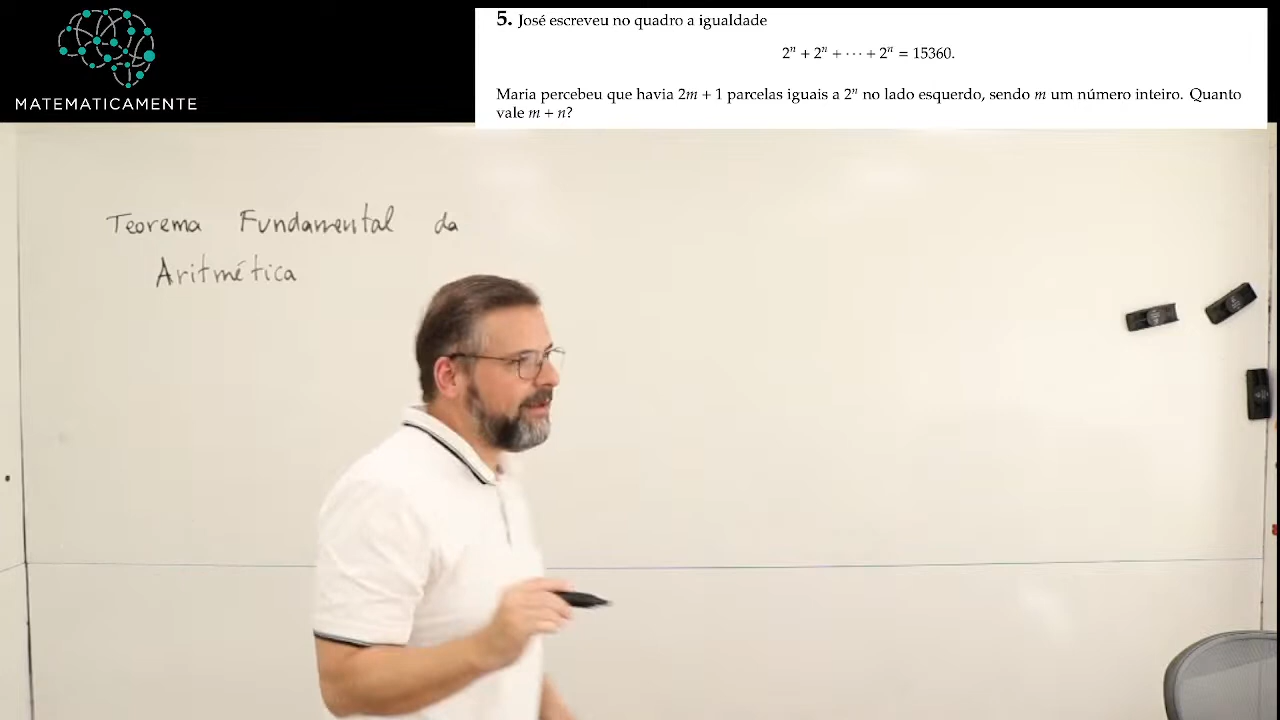 MATEMATICAMENTE
5. José escreveu no quadro a igualdade
2ⁿ + 2ⁿ + ⋯ + 2ⁿ = 15360.
Maria percebeu que havia 2m + 1 parcelas iguais a 2ⁿ no lado esquerdo, sendo m um número inteiro. Quanto
vale m + n?
Teorema Fundamental da
Aritmética